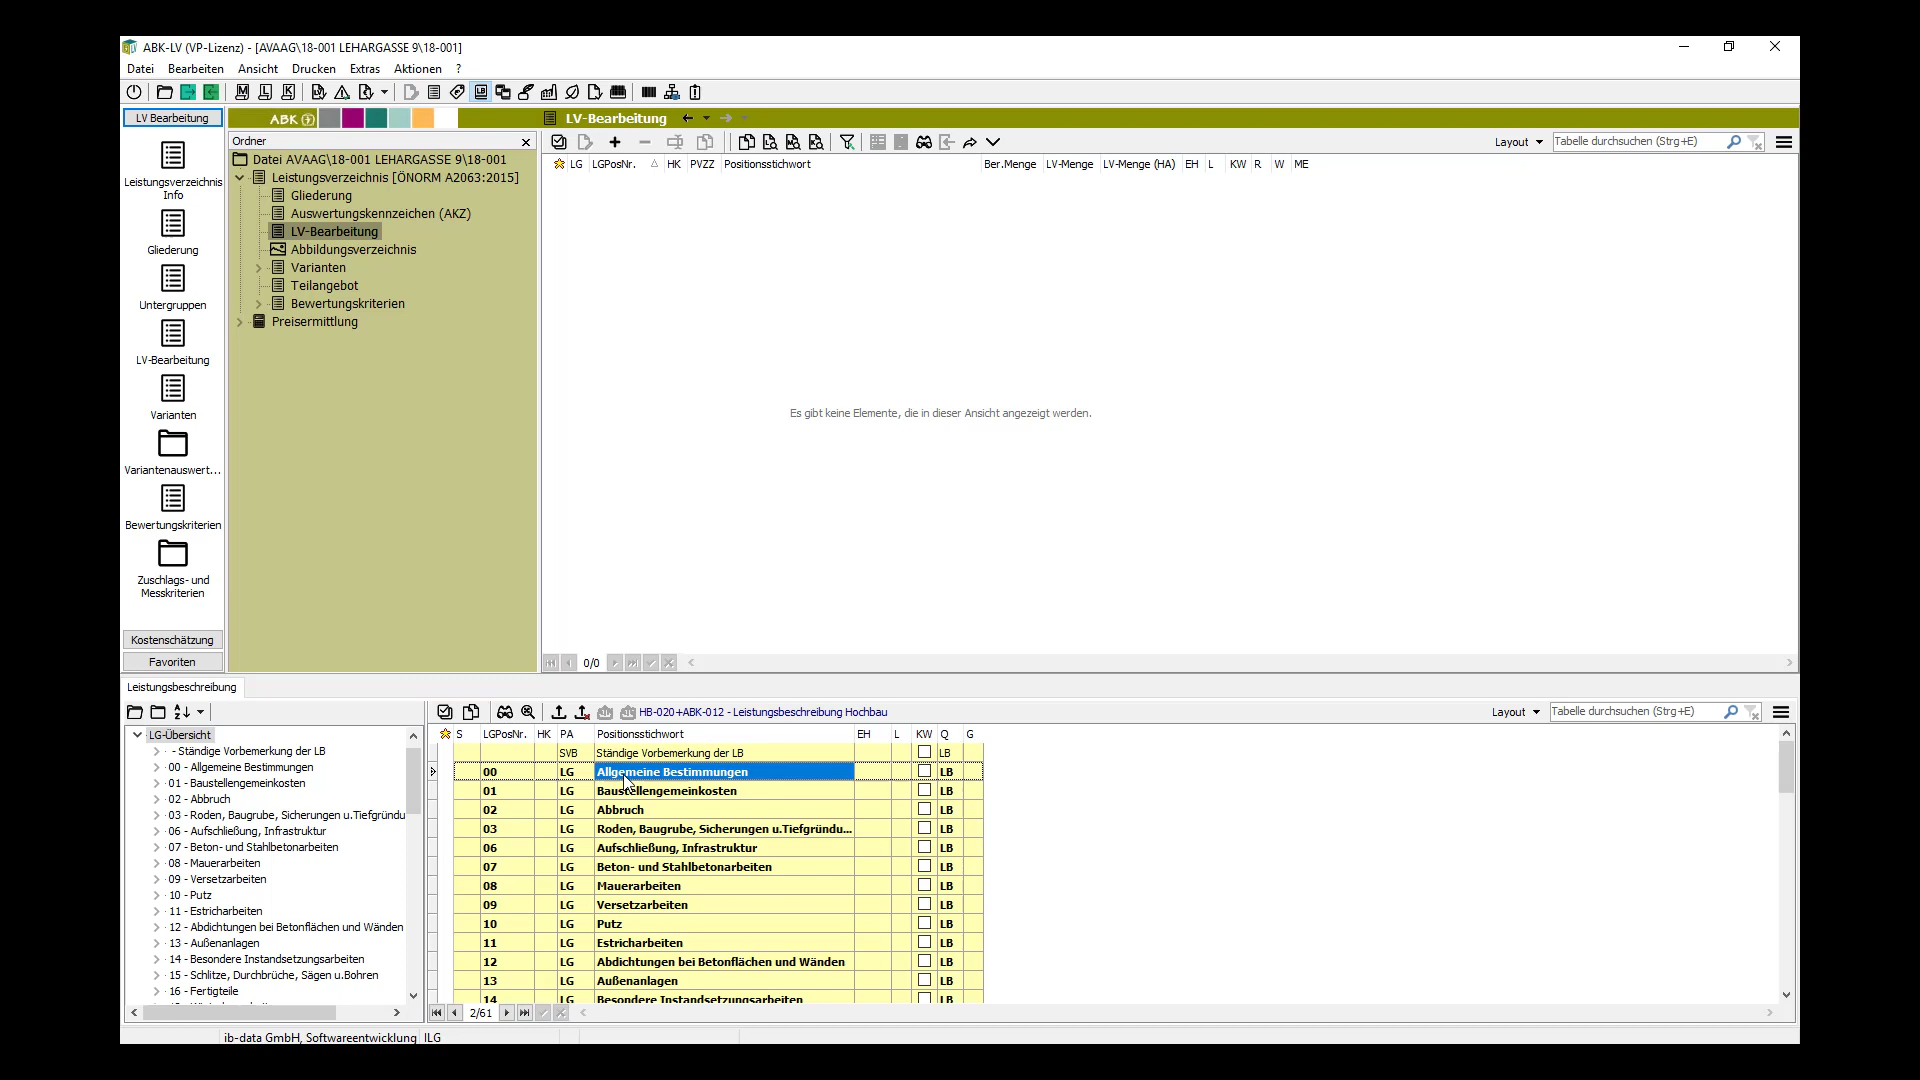 ABK-LV (VP-Lizenz) - [AVAAG\18-001 LEHARGASSE 9\18-001]
Datei Bearbeiten Ansicht Drucken Extras Aktionen ?
LV Bearbeitung
ABK
LV-Bearbeitung
Leistungsverzeichnis
Info
Gliederung
Untergruppen
LV-Bearbeitung
Varianten
Variantenauswert...
Bewertungskriterien
Zuschlags- und
Messkriterien
Kostenschätzung
Favoriten
Ordner
Datei AVAAG\18-001 LEHARGASSE 9\18-001
Leistungsverzeichnis [ÖNORM A2063:2015]
Gliederung
Auswertungskennzeichen (AKZ)
LV-Bearbeitung
Abbildungsverzeichnis
Varianten
Teilangebot
Bewertungskriterien
Preisermittlung
Layout Tabelle durchsuchen (Strg+E)
LG LGPosNr. HK PVZZ Positionsstichwort Ber.Menge LV-Menge LV-Menge (HA) EH L KW R W ME
Es gibt keine Elemente, die in dieser Ansicht angezeigt werden.
0/0
Leistungsbeschreibung
LG-Übersicht
- Ständige Vorbemerkung der LB
00 - Allgemeine Bestimmungen
01 - Baustellengemeinkosten
02 - Abbruch
03 - Roden, Baugrube, Sicherungen u.Tiefgründu
06 - Aufschließung, Infrastruktur
07 - Beton- und Stahlbetonarbeiten
08 - Mauerarbeiten
09 - Versetzarbeiten
10 - Putz
11 - Estricharbeiten
12 - Abdichtungen bei Betonflächen und Wänden
13 - Außenanlagen
14 - Besondere Instandsetzungsarbeiten
15 - Schlitze, Durchbrüche, Sägen u.Bohren
16 - Fertigteile
HB-020+ABK-012 - Leistungsbeschreibung Hochbau
Layout Tabelle durchsuchen (Strg+E)
S LGPosNr. HK PA Positionsstichwort EH L KW Q G
SVB Ständige Vorbemerkung der LB LB
00 LG Allgemeine Bestimmungen LB
01 LG Baustellengemeinkosten LB
02 LG Abbruch LB
03 LG Roden, Baugrube, Sicherungen u.Tiefgründu... LB
06 LG Aufschließung, Infrastruktur LB
07 LG Beton- und Stahlbetonarbeiten LB
08 LG Mauerarbeiten LB
09 LG Versetzarbeiten LB
10 LG Putz LB
11 LG Estricharbeiten LB
12 LG Abdichtungen bei Betonflächen und Wänden LB
13 LG Außenanlagen LB
14 LG Besondere Instandsetzungsarbeiten LB
2/61
ib-data GmbH, Softwareentwicklung ILG